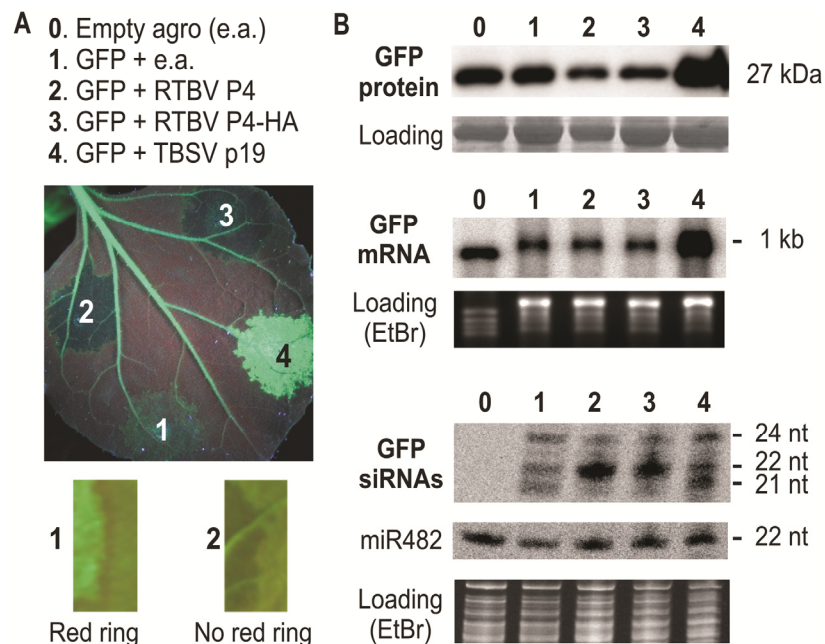 A
0. Empty agro (e.a.)
1. GFP + e.a.
2. GFP + RTBV P4
3. GFP + RTBV P4-HA
4. GFP + TBSV p19
3
2
4
1
1
2
Red ring
No red ring
B
0 1 2 3 4
GFP
protein
27 kDa
Loading
0 1 2 3 4
GFP
mRNA
- 1 kb
Loading
(EtBr)
0 1 2 3 4
GFP
siRNAs
- 24 nt
- 22 nt
- 21 nt
miR482
- 22 nt
Loading
(EtBr)